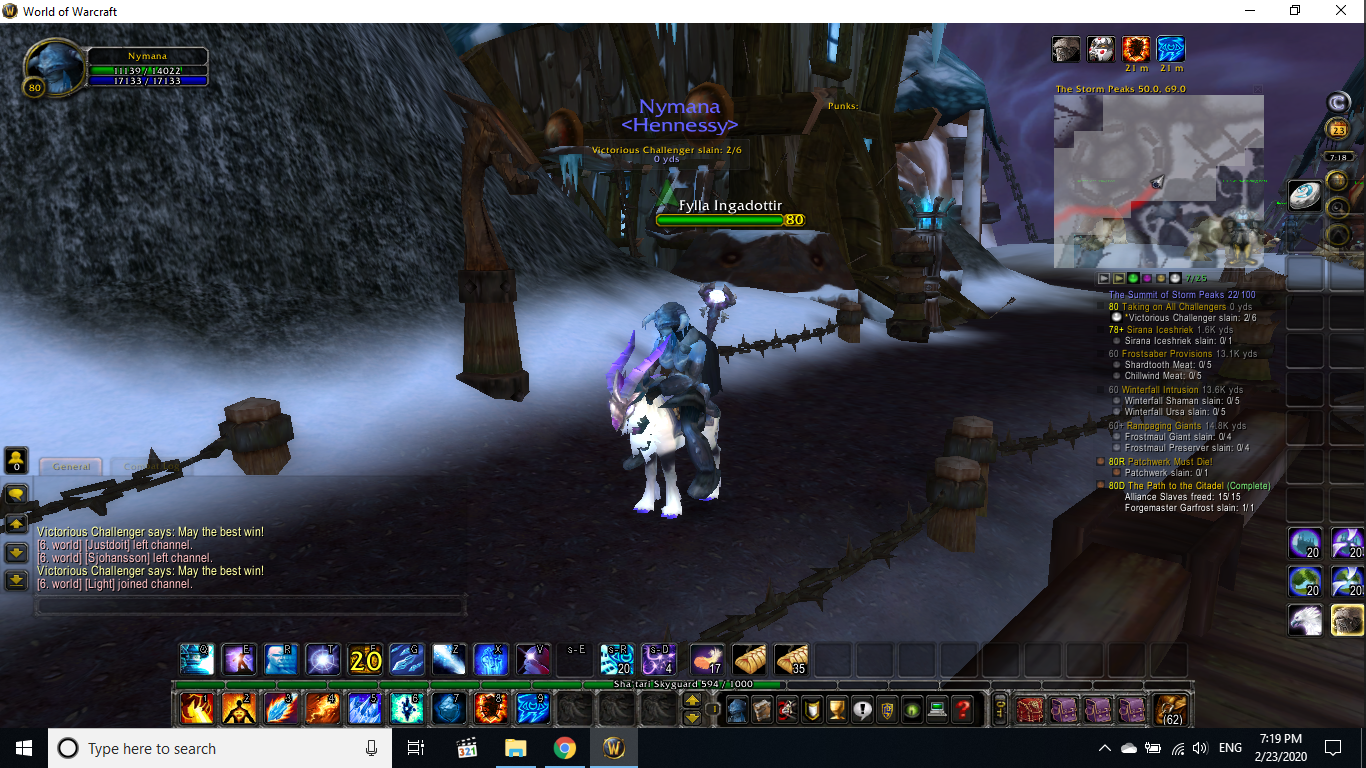 World of Warcraft
Nymana
11139 / 14022
17133 / 17133
80
21 m
21 m
The Storm Peaks 50.0, 69.0
Punks:
Nymana
<Hennessy>
Victorious Challenger slain: 2/6
0 yds
Fylla Ingadottir
80
C
23
7:18
7/25
The Summit of Storm Peaks 22/100
80 Taking on All Challengers 0 yds
*Victorious Challenger slain: 2/6
78+ Sirana Iceshriek 1.6K yds
Sirana Iceshriek slain: 0/1
60 Frostsaber Provisions 13.1K yds
Shardtooth Meat: 0/5
Chillwind Meat: 0/5
60 Winterfall Intrusion 13.6K yds
Winterfall Shaman slain: 0/5
Winterfall Ursa slain: 0/5
60+ Rampaging Giants 14.8K yds
Frostmaul Giant slain: 0/4
Frostmaul Preserver slain: 0/4
80R Patchwerk Must Die!
Patchwerk slain: 0/1
80D The Path to the Citadel (Complete)
Alliance Slaves freed: 15/15
Forgemaster Garfrost slain: 1/1
0
General
Victorious Challenger says: May the best win!
[6. world] [Justdoit] left channel.
[6. world] [Sjohansson] left channel.
Victorious Challenger says: May the best win!
[6. world] [Light] joined channel.
20
20
20
20
Q E R T F G Z X V s-E s-R s-D
20
20
4
17
35
Sha'tari Skyguard 594 / 1000
1 2 3 4 5 6 7 8 9
1
(62)
Type here to search
321
ENG
7:19 PM
2/23/2020